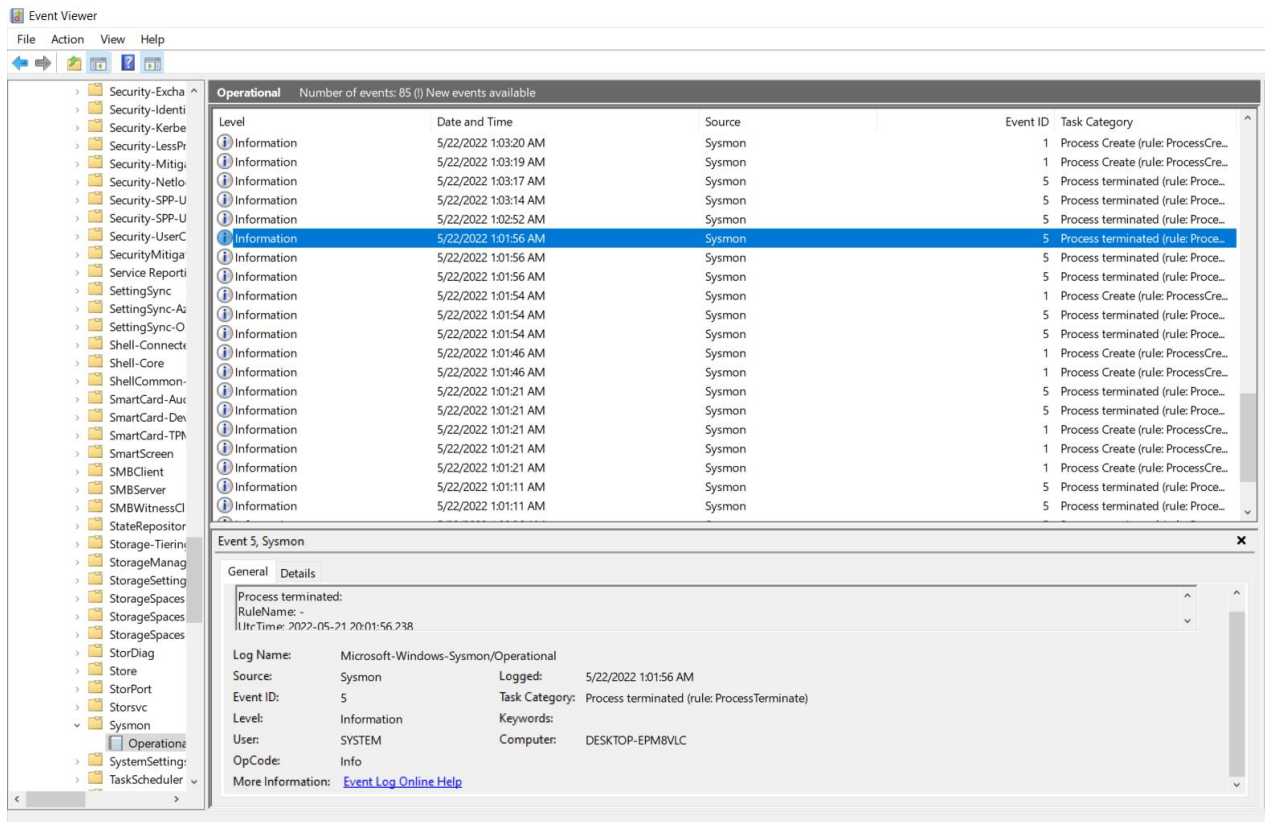 Event Viewer
File Action View Help
Security-Excha
Security-Identi
Security-Kerbe
Security-LessPr
Security-Mitiga
Security-Netlo
Security-SPP-U
Security-SPP-U
Security-UserC
SecurityMitiga
Service Reporti
SettingSync
SettingSync-Az
SettingSync-O
Shell-Connecte
Shell-Core
ShellCommon-
SmartCard-Aud
SmartCard-Dev
SmartCard-TPM
SmartScreen
SMBClient
SMBServer
SMBWitnessCl
StateRepositor
Storage-Tiering
StorageManag
StorageSetting
StorageSpaces
StorageSpaces
StorageSpaces
StorDiag
Store
StorPort
Storsvc
Sysmon
Operationa
SystemSettings
TaskScheduler
Operational Number of events: 85 (!) New events available
Level Date and Time Source Event ID Task Category
Information 5/22/2022 1:03:20 AM Sysmon 1 Process Create (rule: ProcessCre...
Information 5/22/2022 1:03:19 AM Sysmon 1 Process Create (rule: ProcessCre...
Information 5/22/2022 1:03:17 AM Sysmon 5 Process terminated (rule: Proce...
Information 5/22/2022 1:03:14 AM Sysmon 5 Process terminated (rule: Proce...
Information 5/22/2022 1:02:52 AM Sysmon 5 Process terminated (rule: Proce...
Information 5/22/2022 1:01:56 AM Sysmon 5 Process terminated (rule: Proce...
Information 5/22/2022 1:01:56 AM Sysmon 5 Process terminated (rule: Proce...
Information 5/22/2022 1:01:56 AM Sysmon 5 Process terminated (rule: Proce...
Information 5/22/2022 1:01:54 AM Sysmon 1 Process Create (rule: ProcessCre...
Information 5/22/2022 1:01:54 AM Sysmon 5 Process terminated (rule: Proce...
Information 5/22/2022 1:01:54 AM Sysmon 5 Process terminated (rule: Proce...
Information 5/22/2022 1:01:46 AM Sysmon 1 Process Create (rule: ProcessCre...
Information 5/22/2022 1:01:46 AM Sysmon 1 Process Create (rule: ProcessCre...
Information 5/22/2022 1:01:21 AM Sysmon 5 Process terminated (rule: Proce...
Information 5/22/2022 1:01:21 AM Sysmon 5 Process terminated (rule: Proce...
Information 5/22/2022 1:01:21 AM Sysmon 1 Process Create (rule: ProcessCre...
Information 5/22/2022 1:01:21 AM Sysmon 1 Process Create (rule: ProcessCre...
Information 5/22/2022 1:01:21 AM Sysmon 1 Process Create (rule: ProcessCre...
Information 5/22/2022 1:01:11 AM Sysmon 5 Process terminated (rule: Proce...
Information 5/22/2022 1:01:11 AM Sysmon 5 Process terminated (rule: Proce...
Event 5, Sysmon
General Details
Process terminated:
RuleName: -
UtcTime: 2022-05-21 20:01:56.238
Log Name: Microsoft-Windows-Sysmon/Operational
Source: Sysmon Logged: 5/22/2022 1:01:56 AM
Event ID: 5 Task Category: Process terminated (rule: ProcessTerminate)
Level: Information Keywords:
User: SYSTEM Computer: DESKTOP-EPM8VLC
OpCode: Info
More Information: Event Log Online Help